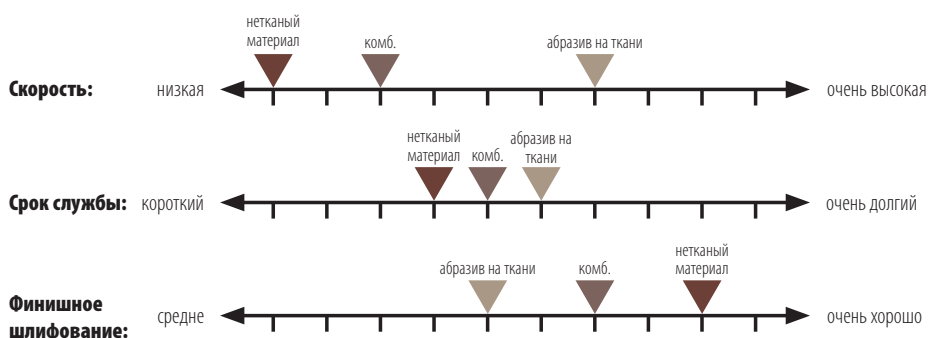 нетканый
материал
комб.
абразив на ткани
Скорость:
низкая
очень высокая
нетканый
материал
комб.
абразив на
ткани
Срок службы:
короткий
очень долгий
абразив на ткани
комб.
нетканый
материал
Финишное
шлифование:
средне
очень хорошо